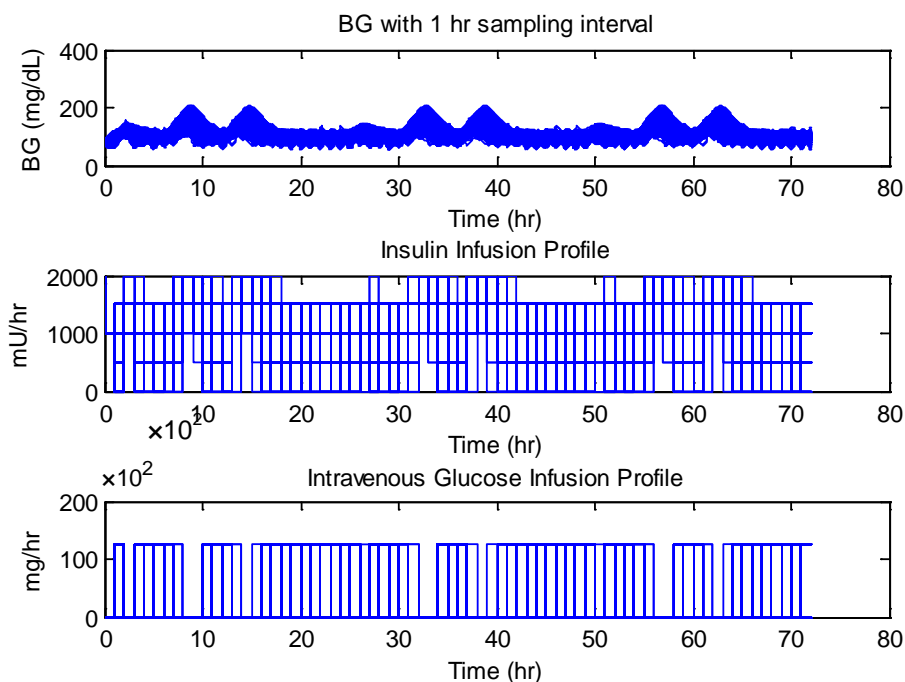 BG with 1 hr sampling interval
BG (mg/dL)
400
200
0
0 10 20 30 40 50 60 70 80
Time (hr)
Insulin Infusion Profile
mU/hr
2000
1000
0
0 10 20 30 40 50 60 70 80
×10²
Time (hr)
×10²
Intravenous Glucose Infusion Profile
mg/hr
200
100
0
0 10 20 30 40 50 60 70 80
Time (hr)